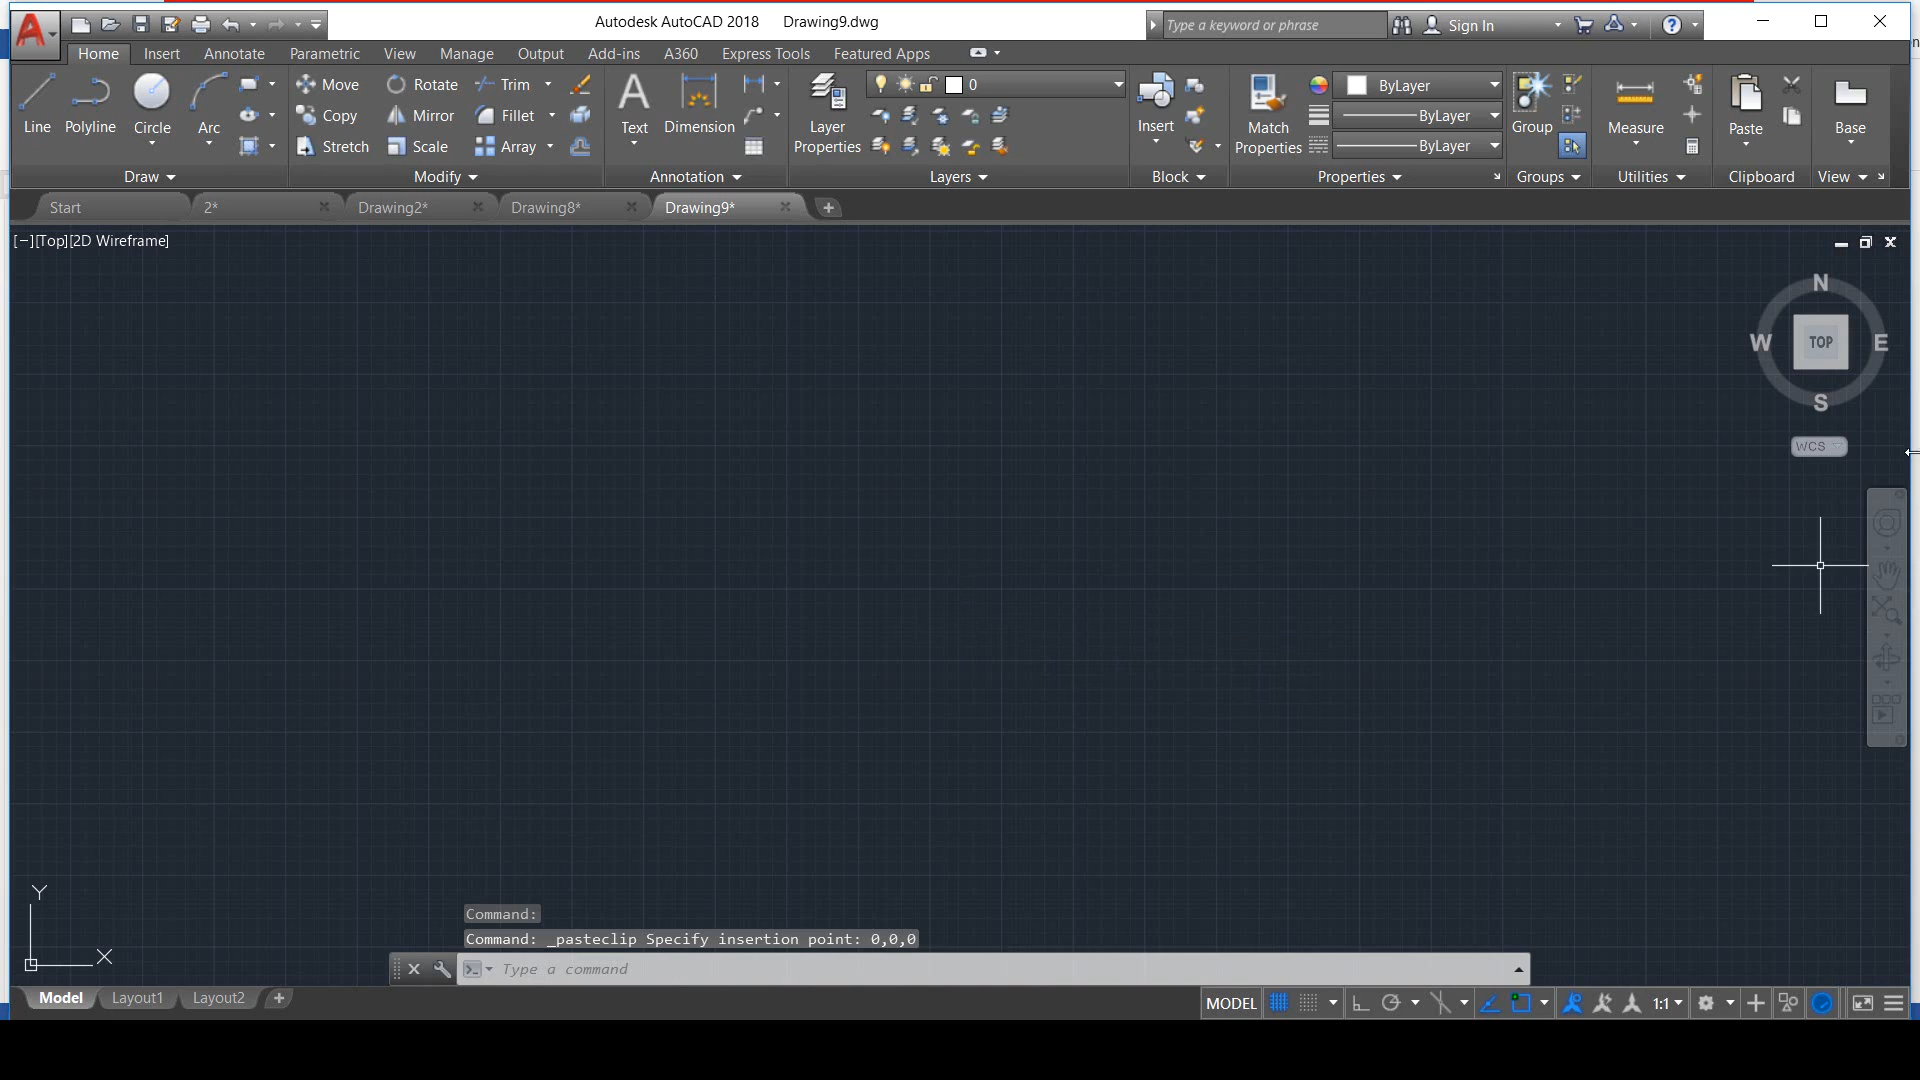 Autodesk AutoCAD 2018 Drawing9.dwg
Type a keyword or phrase
Sign In
Home Insert Annotate Parametric View Manage Output Add-ins A360 Express Tools Featured Apps
Line Polyline Circle Arc
Move Rotate Trim
Copy Mirror Fillet
Stretch Scale Array
Text Dimension
Layer Properties
0
Insert
Match Properties
ByLayer
ByLayer
ByLayer
Group
Measure
Paste
Base
Draw Modify Annotation Layers Block Properties Groups Utilities Clipboard View
Start 2* Drawing2* Drawing8* Drawing9*
[−][Top][2D Wireframe]
N
W TOP E
S
WCS
Y
X
Command:
Command: _pasteclip Specify insertion point: 0,0,0
Type a command
Model Layout1 Layout2
MODEL 1:1